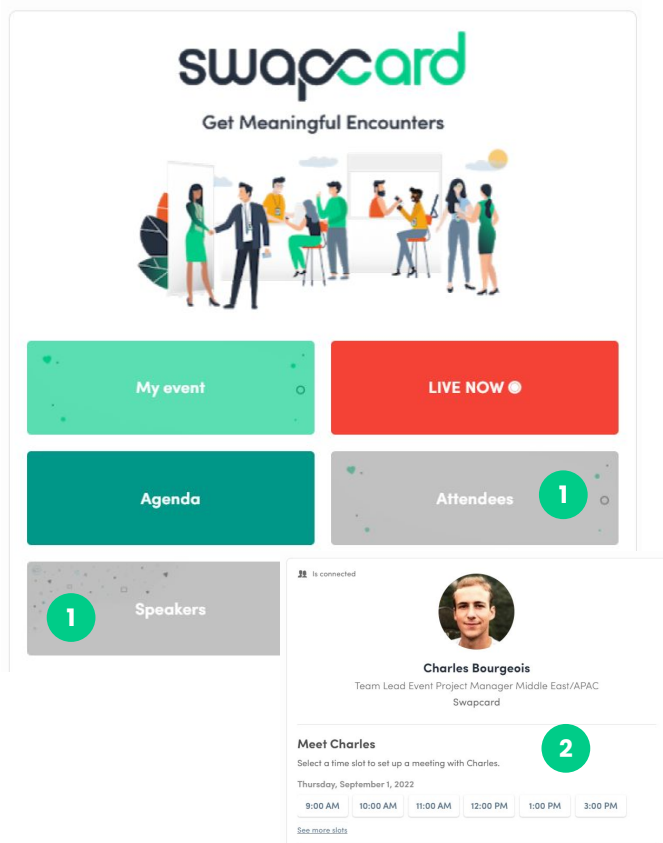 swapcard
Get Meaningful Encounters
My event
LIVE NOW
Agenda
Attendees
1
Speakers
1
Is connected
Charles Bourgeois
Team Lead Event Project Manager Middle East/APAC
Swapcard
Meet Charles
2
Select a time slot to set up a meeting with Charles.
Thursday, September 1, 2022
9:00 AM 10:00 AM 11:00 AM 12:00 PM 1:00 PM 3:00 PM
See more slots